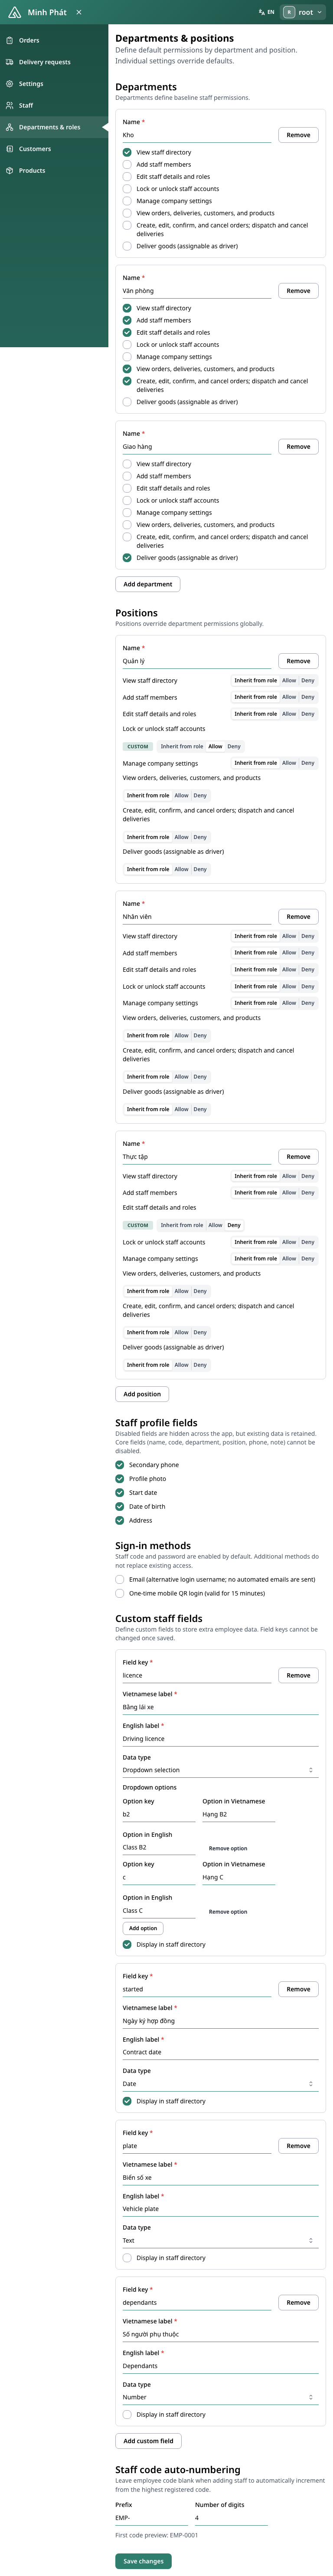 Minh Phát
EN
R
root
Orders
Delivery requests
Settings
Staff
Departments & roles
Customers
Products
Departments & positions
Define default permissions by department and position.
Individual settings override defaults.
Departments
Departments define baseline staff permissions.
Name *
Kho
Remove
View staff directory
Add staff members
Edit staff details and roles
Lock or unlock staff accounts
Manage company settings
View orders, deliveries, customers, and products
Create, edit, confirm, and cancel orders; dispatch and cancel
deliveries
Deliver goods (assignable as driver)
Name *
Văn phòng
Remove
View staff directory
Add staff members
Edit staff details and roles
Lock or unlock staff accounts
Manage company settings
View orders, deliveries, customers, and products
Create, edit, confirm, and cancel orders; dispatch and cancel
deliveries
Deliver goods (assignable as driver)
Name *
Giao hàng
Remove
View staff directory
Add staff members
Edit staff details and roles
Lock or unlock staff accounts
Manage company settings
View orders, deliveries, customers, and products
Create, edit, confirm, and cancel orders; dispatch and cancel
deliveries
Deliver goods (assignable as driver)
Add department
Positions
Positions override department permissions globally.
Name *
Quản lý
Remove
View staff directory Inherit from role Allow Deny
Add staff members Inherit from role Allow Deny
Edit staff details and roles Inherit from role Allow Deny
Lock or unlock staff accounts
CUSTOM Inherit from role Allow Deny
Manage company settings Inherit from role Allow Deny
View orders, deliveries, customers, and products
Inherit from role Allow Deny
Create, edit, confirm, and cancel orders; dispatch and cancel
deliveries
Inherit from role Allow Deny
Deliver goods (assignable as driver)
Inherit from role Allow Deny
Name *
Nhân viên
Remove
View staff directory Inherit from role Allow Deny
Add staff members Inherit from role Allow Deny
Edit staff details and roles Inherit from role Allow Deny
Lock or unlock staff accounts Inherit from role Allow Deny
Manage company settings Inherit from role Allow Deny
View orders, deliveries, customers, and products
Inherit from role Allow Deny
Create, edit, confirm, and cancel orders; dispatch and cancel
deliveries
Inherit from role Allow Deny
Deliver goods (assignable as driver)
Inherit from role Allow Deny
Name *
Thực tập
Remove
View staff directory Inherit from role Allow Deny
Add staff members Inherit from role Allow Deny
Edit staff details and roles
CUSTOM Inherit from role Allow Deny
Lock or unlock staff accounts Inherit from role Allow Deny
Manage company settings Inherit from role Allow Deny
View orders, deliveries, customers, and products
Inherit from role Allow Deny
Create, edit, confirm, and cancel orders; dispatch and cancel
deliveries
Inherit from role Allow Deny
Deliver goods (assignable as driver)
Inherit from role Allow Deny
Add position
Staff profile fields
Disabled fields are hidden across the app, but existing data is retained.
Core fields (name, code, department, position, phone, note) cannot be
disabled.
Secondary phone
Profile photo
Start date
Date of birth
Address
Sign-in methods
Staff code and password are enabled by default. Additional methods do
not replace existing access.
Email (alternative login username; no automated emails are sent)
One-time mobile QR login (valid for 15 minutes)
Custom staff fields
Define custom fields to store extra employee data. Field keys cannot be
changed once saved.
Field key *
licence
Remove
Vietnamese label *
Bằng lái xe
English label *
Driving licence
Data type
Dropdown selection
Dropdown options
Option key Option in Vietnamese
b2 Hạng B2
Option in English
Class B2 Remove option
Option key Option in Vietnamese
c Hạng C
Option in English
Class C Remove option
Add option
Display in staff directory
Field key *
started
Remove
Vietnamese label *
Ngày ký hợp đồng
English label *
Contract date
Data type
Date
Display in staff directory
Field key *
plate
Remove
Vietnamese label *
Biển số xe
English label *
Vehicle plate
Data type
Text
Display in staff directory
Field key *
dependants
Remove
Vietnamese label *
Số người phụ thuộc
English label *
Dependants
Data type
Number
Display in staff directory
Add custom field
Staff code auto-numbering
Leave employee code blank when adding staff to automatically increment
from the highest registered code.
Prefix Number of digits
EMP- 4
First code preview: EMP-0001
Save changes